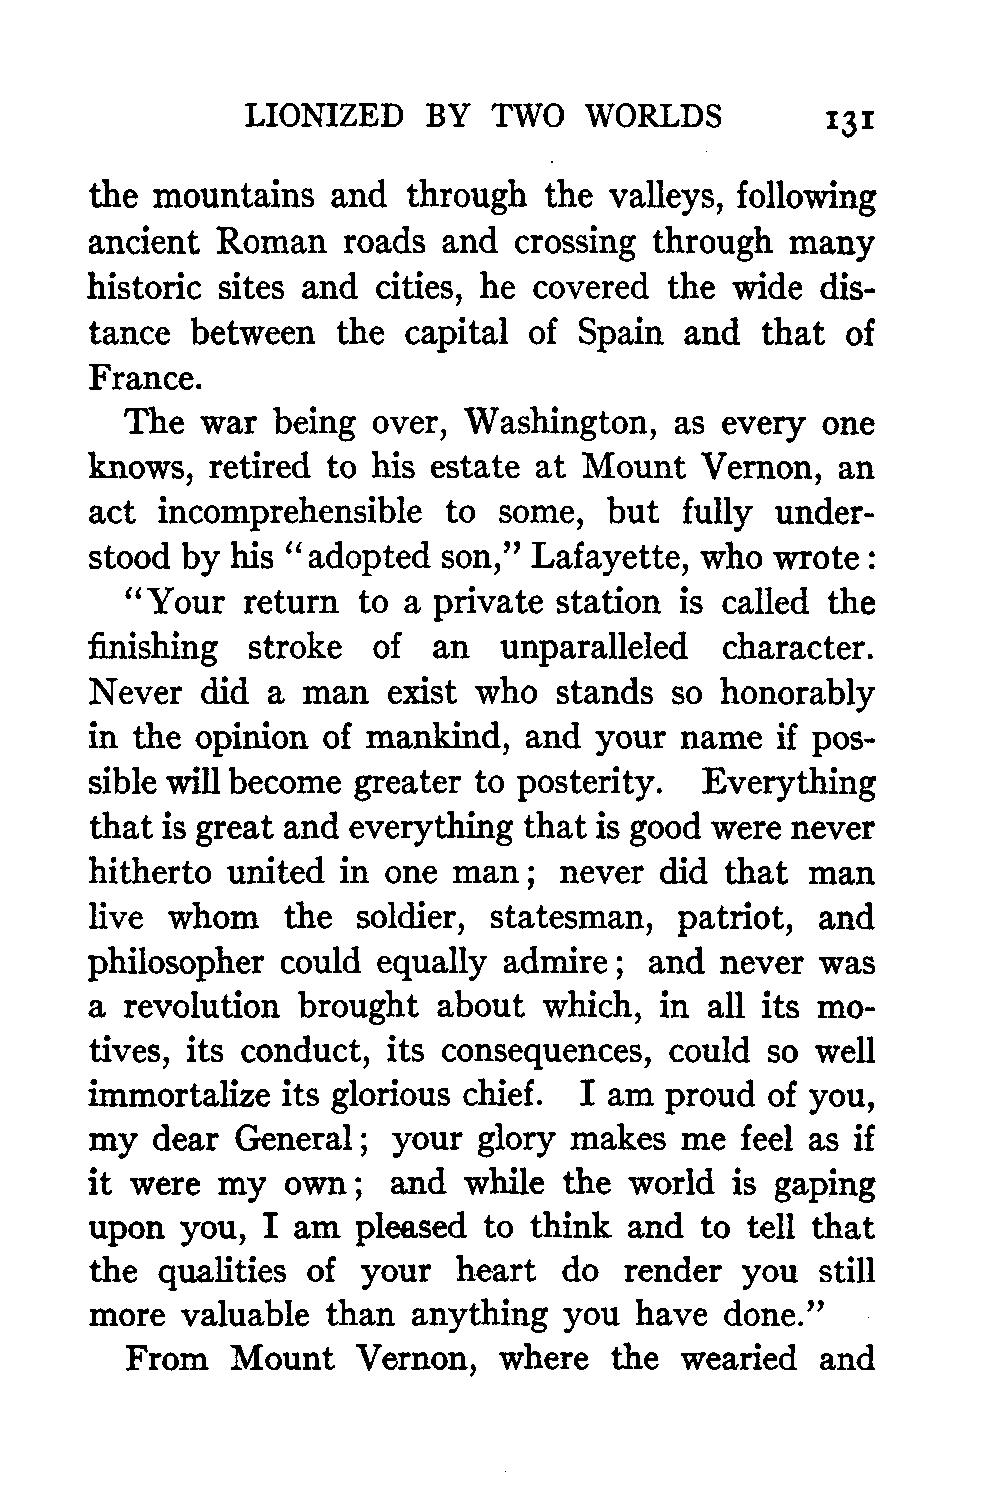 LIONIZED BY TWO WORLDS 131
the mountains and through the valleys, following
ancient Roman roads and crossing through many
historic sites and cities, he covered the wide dis-
tance between the capital of Spain and that of
France.
The war being over, Washington, as every one
knows, retired to his estate at Mount Vernon, an
act incomprehensible to some, but fully under-
stood by his “adopted son,” Lafayette, who wrote:
“Your return to a private station is called the
finishing stroke of an unparalleled character.
Never did a man exist who stands so honorably
in the opinion of mankind, and your name if pos-
sible will become greater to posterity. Everything
that is great and everything that is good were never
hitherto united in one man; never did that man
live whom the soldier, statesman, patriot, and
philosopher could equally admire; and never was
a revolution brought about which, in all its mo-
tives, its conduct, its consequences, could so well
immortalize its glorious chief. I am proud of you,
my dear General; your glory makes me feel as if
it were my own; and while the world is gaping
upon you, I am pleased to think and to tell that
the qualities of your heart do render you still
more valuable than anything you have done.”
From Mount Vernon, where the wearied and